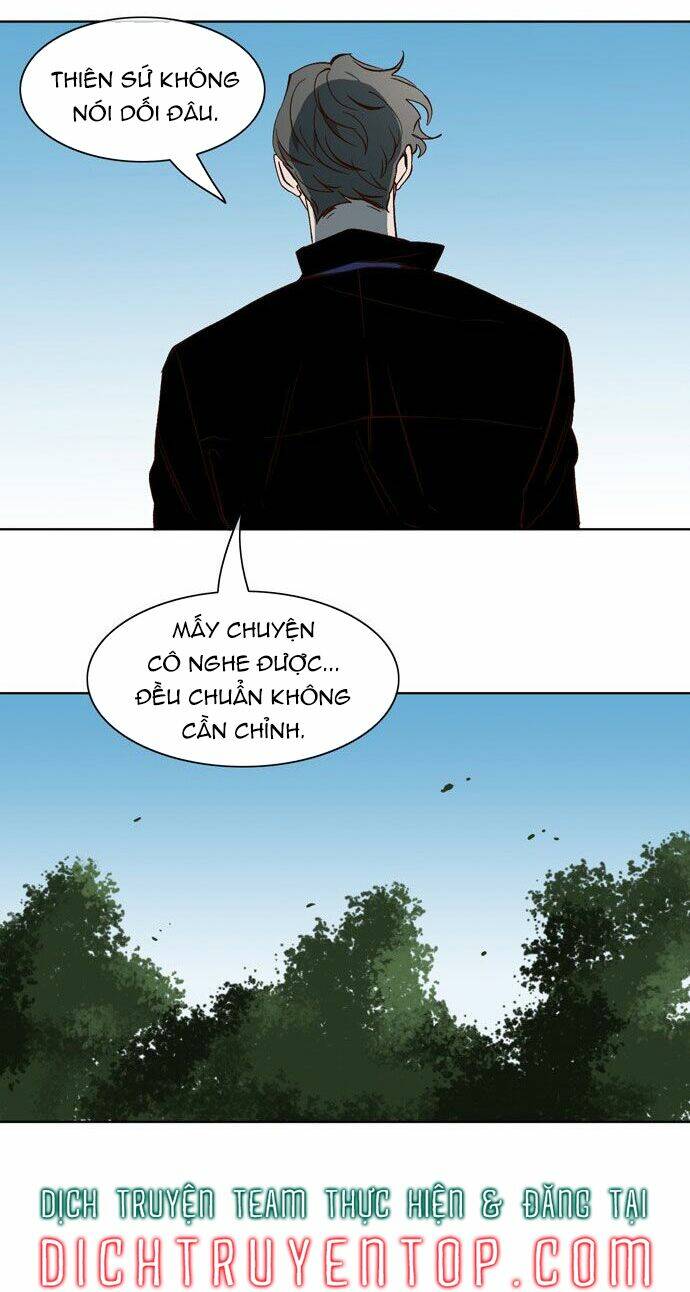 THIÊN SỨ KHÔNG
NÓI DỐI ĐÂU.
MẤY CHUYỆN
CÔ NGHE ĐƯỢC...
ĐỀU CHUẨN KHÔNG
CẦN CHỈNH.
DỊCH TRUYỆN TEAM THỰC HIỆN & ĐĂNG TẠI
DICHTRUYENTOP.COM